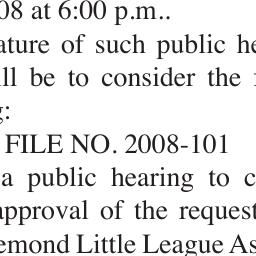 08 at 6:00 p.m..
ature of such public he
ll be to consider the
g:
FILE NO. 2008-101
a public hearing to c
approval of the request
emond Little League As